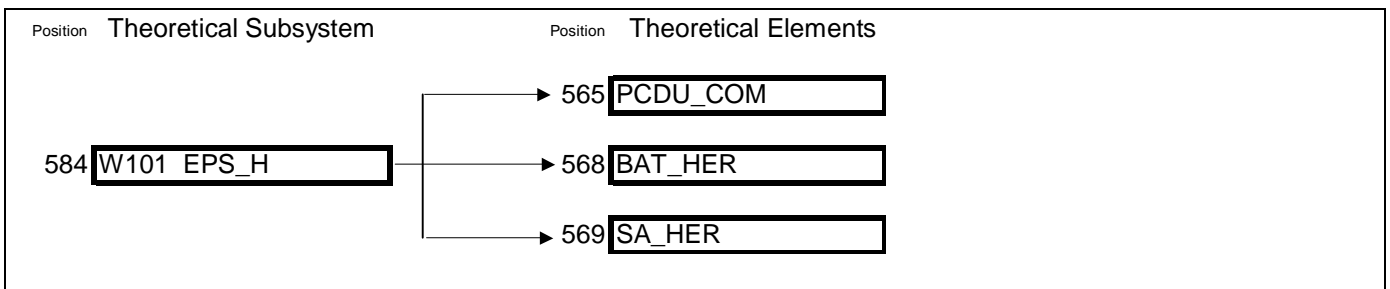 Position Theoretical Subsystem Position Theoretical Elements
565 PCDU_COM
584 W101 EPS_H 568 BAT_HER
569 SA_HER